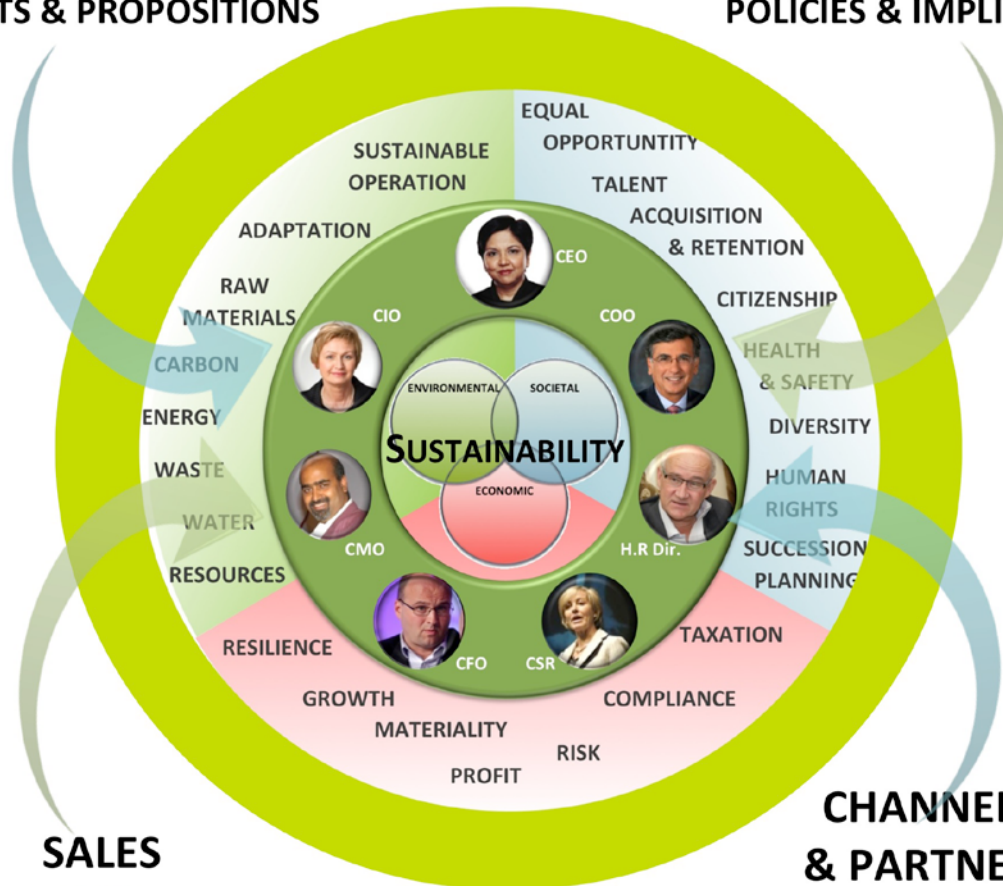 TS & PROPOSITIONS
POLICIES & IMPLI
EQUAL
OPPORTUNTITY
SUSTAINABLE
OPERATION
TALENT
ACQUISITION
& RETENTION
ADAPTATION
RAW
MATERIALS
CARBON
ENERGY
WASTE
WATER
RESOURCES
CITIZENSHIP
HEALTH
& SAFETY
DIVERSITY
HUMAN
RIGHTS
SUCCESSION
PLANNING
CEO
CIO
COO
CMO
H.R Dir.
CFO
CSR
ENVIRONMENTAL
SOCIETAL
SUSTAINABILITY
ECONOMIC
RESILIENCE
GROWTH
MATERIALITY
PROFIT
RISK
COMPLIANCE
TAXATION
SALES
CHANNEL
& PARTNE